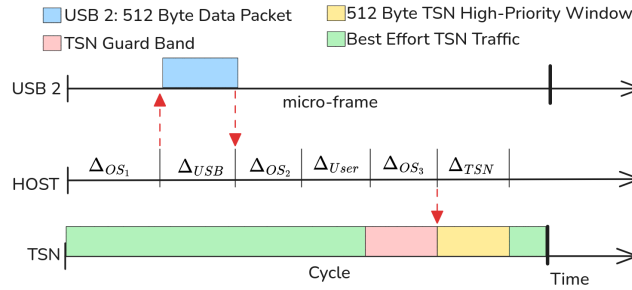 USB 2: 512 Byte Data Packet
512 Byte TSN High-Priority Window
TSN Guard Band
Best Effort TSN Traffic
USB 2
micro-frame
HOST
Δ_{OS_1} Δ_{USB} Δ_{OS_2} Δ_{User} Δ_{OS_3} Δ_{TSN}
TSN
Cycle
Time